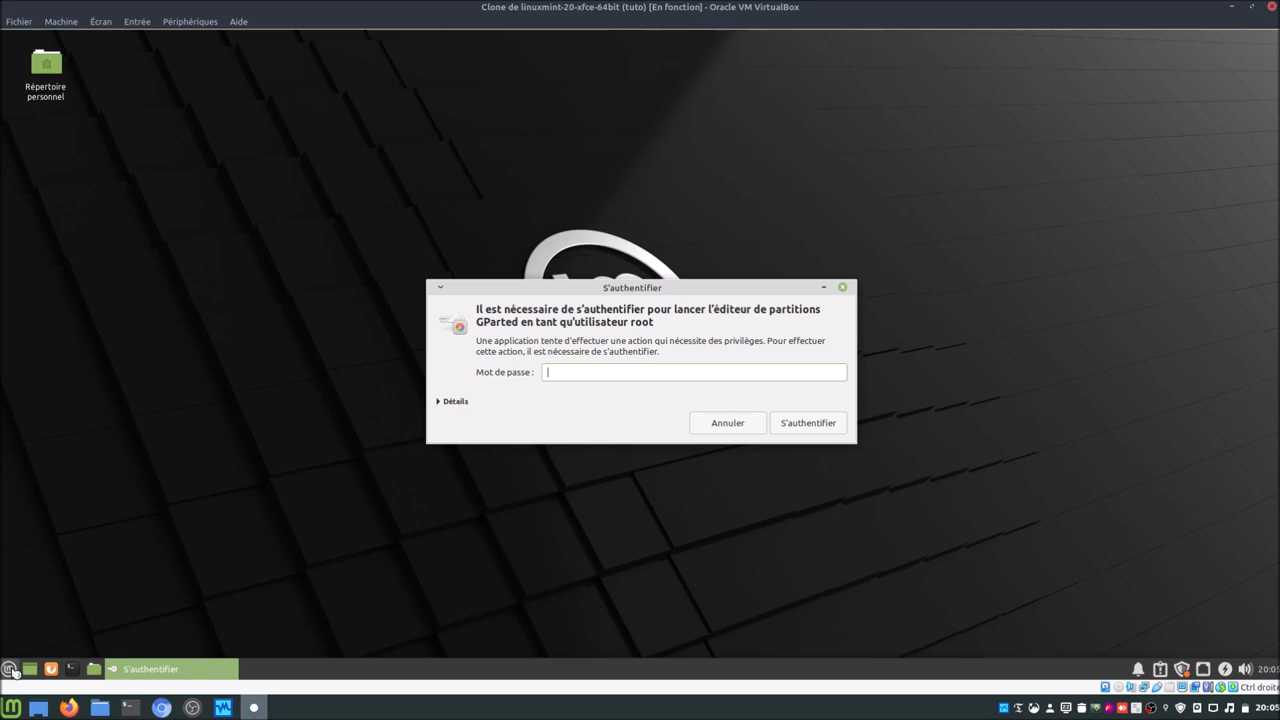 Clone de linuxmint-20-xfce-64bit (tuto) [En fonction] - Oracle VM VirtualBox
Fichier Machine Écran Entrée Périphériques Aide
Répertoire
personnel
S'authentifier
Il est nécessaire de s’authentifier pour lancer l’éditeur de partitions
GParted en tant qu’utilisateur root
Une application tente d'effectuer une action qui nécessite des privilèges. Pour effectuer
cette action, il est nécessaire de s'authentifier.
Mot de passe :
Détails
Annuler S'authentifier
S'authentifier
20:05
Ctrl droite
20:05